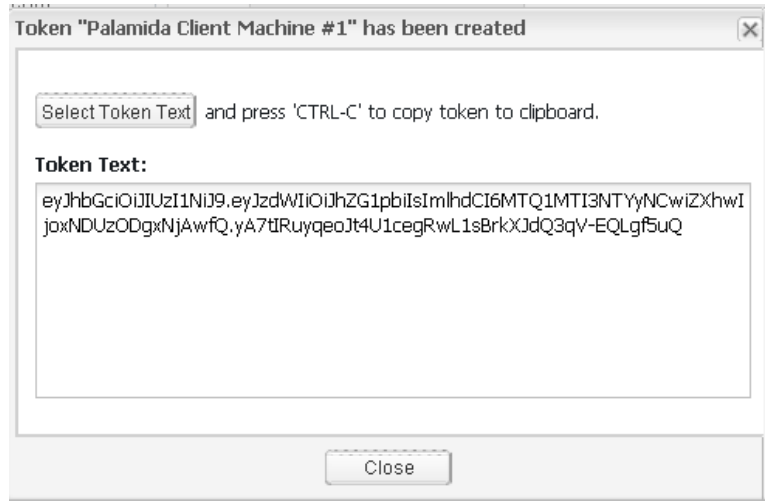 Token "Palamida Client Machine #1" has been created
Select Token Text and press 'CTRL-C' to copy token to clipboard.
Token Text:
eyJhbGciOiJIUzI1NiJ9.eyJzdWIiOiJhZG1pbiIsImlhdCI6MTQ1MTI3NTYyNCwiZXhwI
joxNDUzODgxNjAwfQ.yA7tIRuyqeoJt4U1cegRwL1sBrkXJdQ3qV-EQLgf5uQ
Close